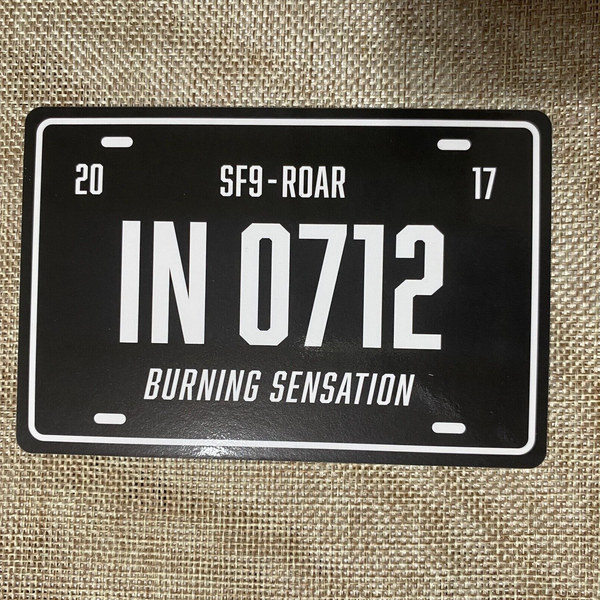 20 SF9-ROAR 17
IN 0712
BURNING SENSATION